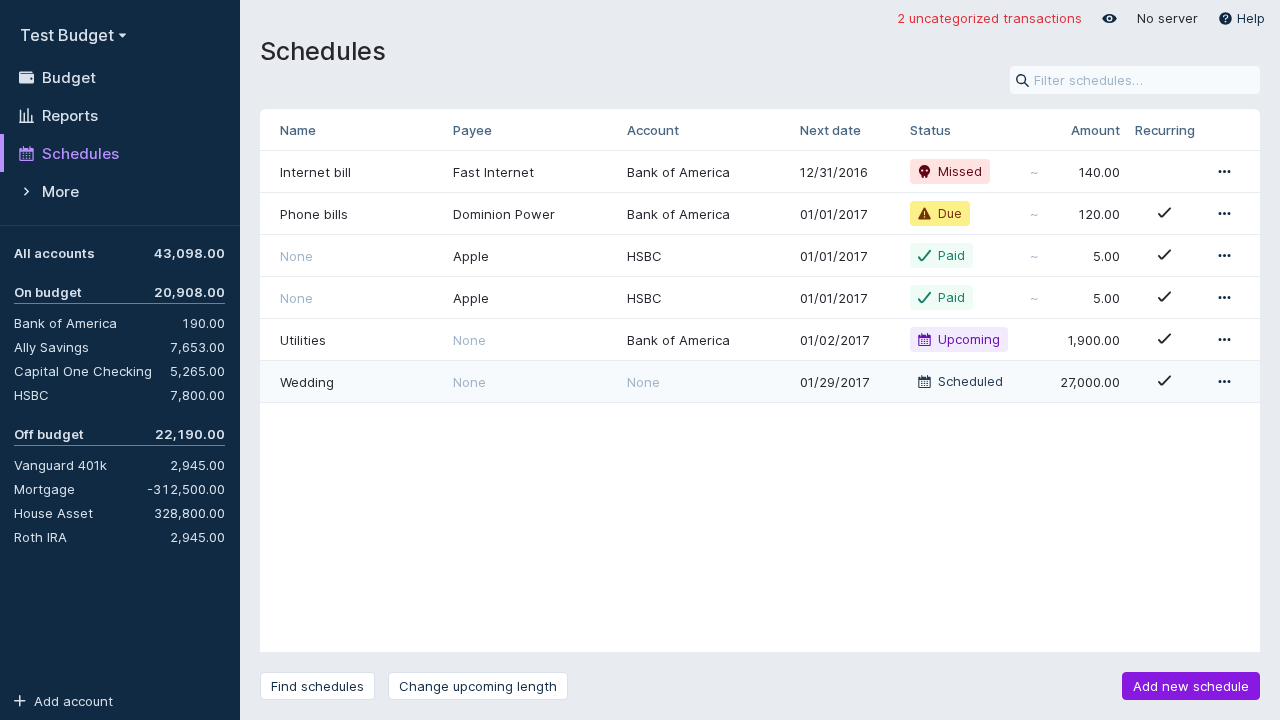 Test Budget
Budget
Reports
Schedules
More
All accounts 43,098.00
On budget 20,908.00
Bank of America 190.00
Ally Savings 7,653.00
Capital One Checking 5,265.00
HSBC 7,800.00
Off budget 22,190.00
Vanguard 401k 2,945.00
Mortgage -312,500.00
House Asset 328,800.00
Roth IRA 2,945.00
Add account
2 uncategorized transactions No server Help
Schedules
Filter schedules…
Name Payee Account Next date Status Amount Recurring
Internet bill Fast Internet Bank of America 12/31/2016 Missed ~ 140.00
Phone bills Dominion Power Bank of America 01/01/2017 Due ~ 120.00
None Apple HSBC 01/01/2017 Paid ~ 5.00
None Apple HSBC 01/01/2017 Paid ~ 5.00
Utilities None Bank of America 01/02/2017 Upcoming 1,900.00
Wedding None None 01/29/2017 Scheduled 27,000.00
Find schedules Change upcoming length Add new schedule